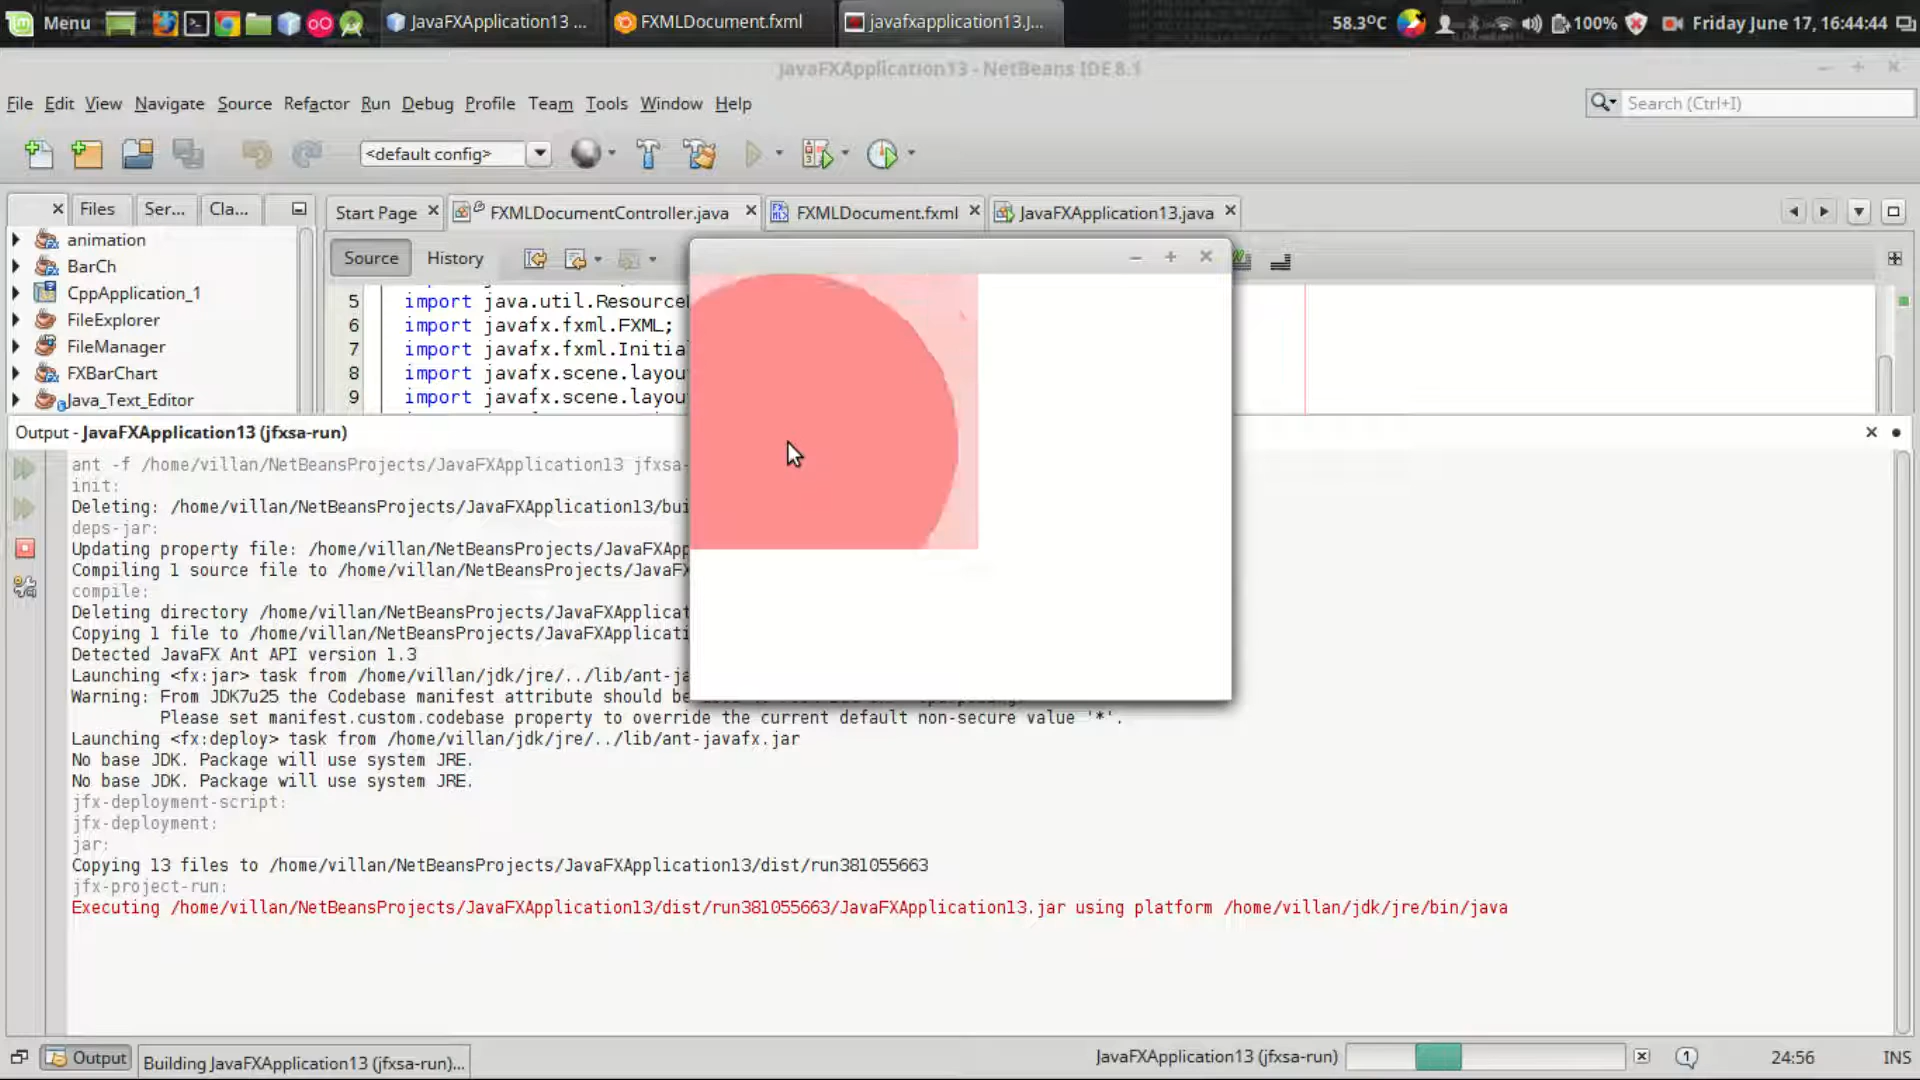 Menu
JavaFXApplication13 ...
FXMLDocument.fxml
javafxapplication13.J...
58.3°C
100%
Friday June 17, 16:44:44
JavaFXApplication13 - NetBeans IDE 8.1
File Edit View Navigate Source Refactor Run Debug Profile Team Tools Window Help
Search (Ctrl+I)
<default config>
Files Ser... Cla...
Start Page FXMLDocumentController.java FXMLDocument.fxml JavaFXApplication13.java
Source History
animation
BarCh
CppApplication_1
FileExplorer
FileManager
FXBarChart
Java_Text_Editor
5 import java.util.Resource
6 import javafx.fxml.FXML;
7 import javafx.fxml.Initia
8 import javafx.scene.layou
9 import javafx.scene.layou
Output - JavaFXApplication13 (jfxsa-run)
ant -f /home/villan/NetBeansProjects/JavaFXApplication13 jfxsa-
init:
Deleting: /home/villan/NetBeansProjects/JavaFXApplication13/bui
deps-jar:
Updating property file: /home/villan/NetBeansProjects/JavaFXApp
Compiling 1 source file to /home/villan/NetBeansProjects/JavaFX
compile:
Deleting directory /home/villan/NetBeansProjects/JavaFXApplicat
Copying 1 file to /home/villan/NetBeansProjects/JavaFXApplicati
Detected JavaFX Ant API version 1.3
Launching <fx:jar> task from /home/villan/jdk/jre/../lib/ant-ja
Warning: From JDK7u25 the Codebase manifest attribute should be
Please set manifest.custom.codebase property to override the current default non-secure value '*'.
Launching <fx:deploy> task from /home/villan/jdk/jre/../lib/ant-javafx.jar
No base JDK. Package will use system JRE.
No base JDK. Package will use system JRE.
jfx-deployment-script:
jfx-deployment:
jar:
Copying 13 files to /home/villan/NetBeansProjects/JavaFXApplication13/dist/run381055663
jfx-project-run:
Executing /home/villan/NetBeansProjects/JavaFXApplication13/dist/run381055663/JavaFXApplication13.jar using platform /home/villan/jdk/jre/bin/java
Output
Building JavaFXApplication13 (jfxsa-run)...
JavaFXApplication13 (jfxsa-run)
1
24:56
INS